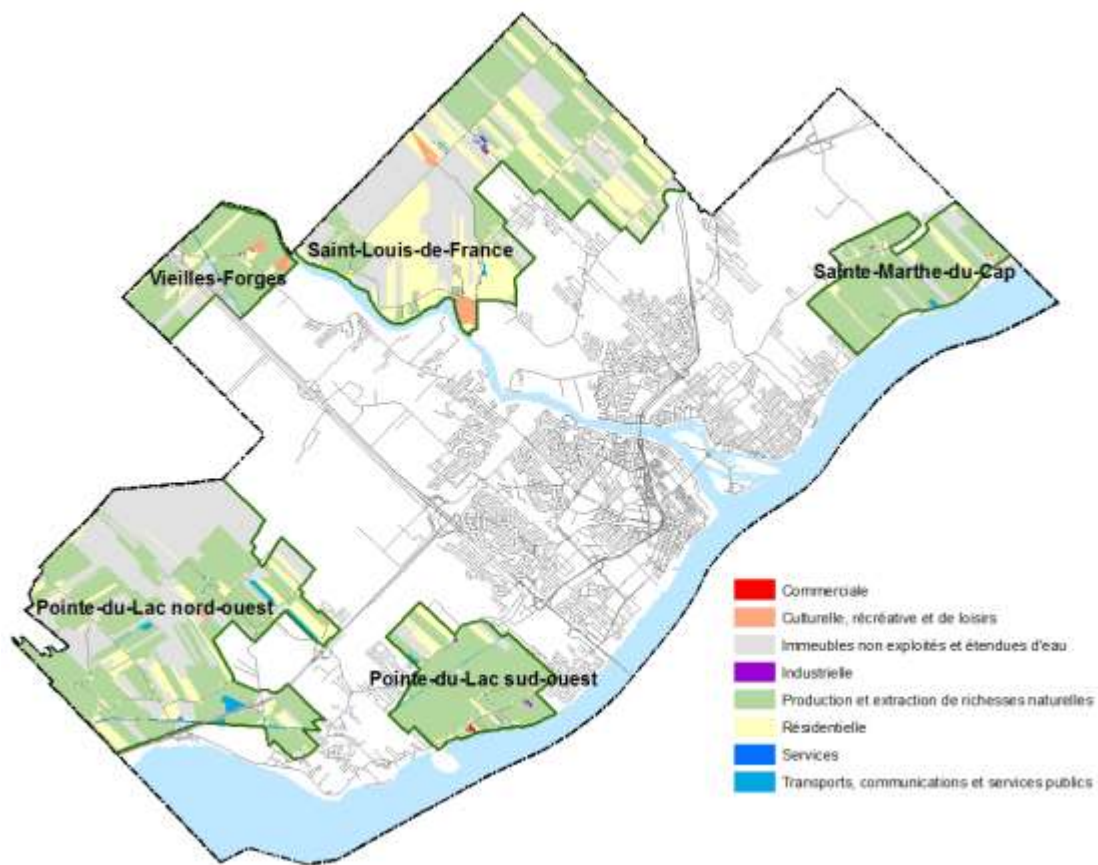 Saint-Louis-de-France
Vieilles-Forges
Sainte-Marthe-du-Cap
Pointe-du-Lac nord-ouest
Pointe-du-Lac sud-ouest
Commerciale
Culturelle, récréative et de loisirs
Immeubles non exploités et étendues d'eau
Industrielle
Production et extraction de richesses naturelles
Résidentielle
Services
Transports, communications et services publics